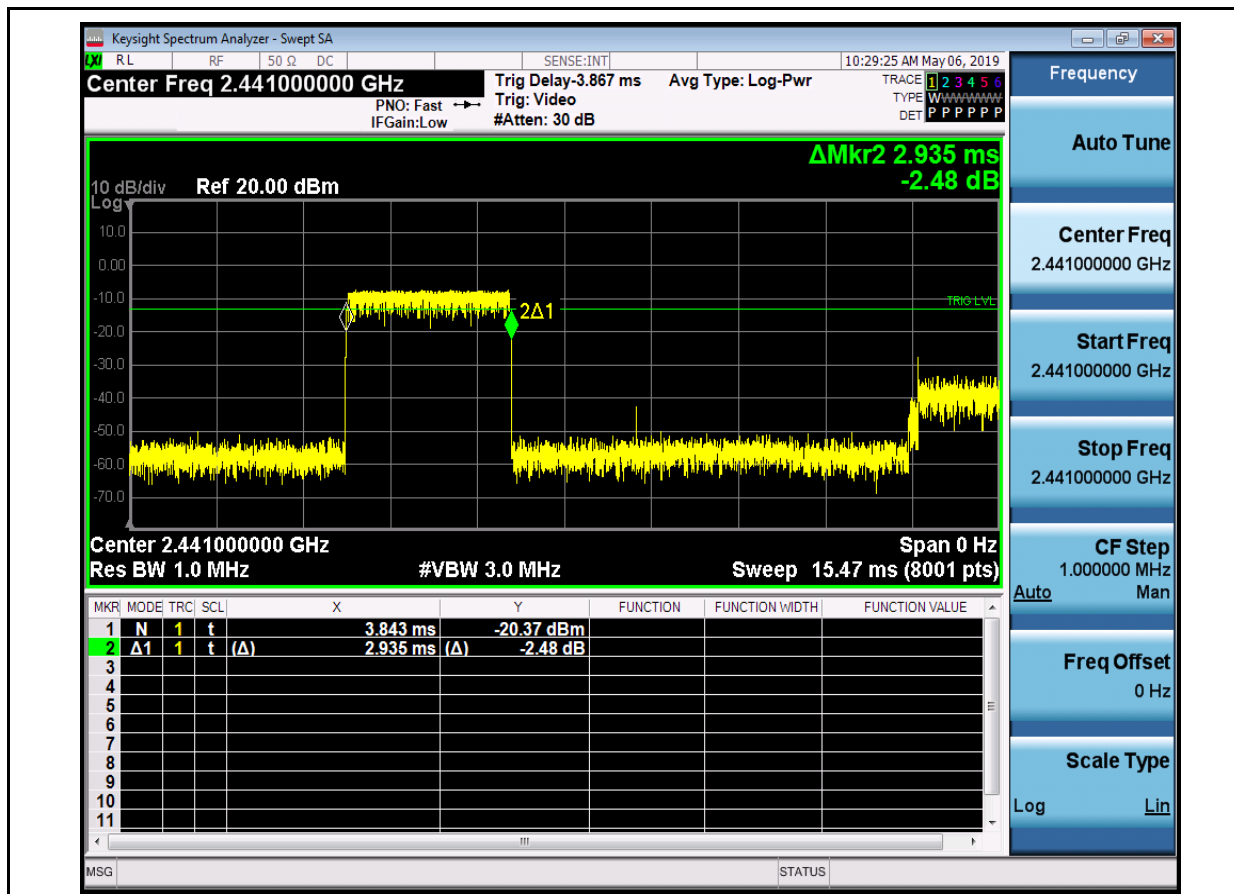 Keysight Spectrum Analyzer - Swept SA
LXI RL RF 50 Ω DC SENSE:INT 10:29:25 AM May 06, 2019
Center Freq 2.441000000 GHz
PNO: Fast
IFGain:Low
Trig Delay-3.867 ms
Trig: Video
#Atten: 30 dB
Avg Type: Log-Pwr
TRACE 1 2 3 4 5 6
TYPE WWWWWW
DET P P P P P P
ΔMkr2 2.935 ms
-2.48 dB
10 dB/div Ref 20.00 dBm
Log
10.0
0.00
-10.0
-20.0
-30.0
-40.0
-50.0
-60.0
-70.0
TRIG LVL
2Δ1
Center 2.441000000 GHz Span 0 Hz
Res BW 1.0 MHz #VBW 3.0 MHz Sweep 15.47 ms (8001 pts)
MKR MODE TRC SCL X Y FUNCTION FUNCTION WIDTH FUNCTION VALUE
1 N 1 t 3.843 ms -20.37 dBm
2 Δ1 1 t (Δ) 2.935 ms (Δ) -2.48 dB
3
4
5
6
7
8
9
10
11
MSG STATUS
Frequency
Auto Tune
Center Freq
2.441000000 GHz
Start Freq
2.441000000 GHz
Stop Freq
2.441000000 GHz
CF Step
1.000000 MHz
Auto Man
Freq Offset
0 Hz
Scale Type
Log Lin